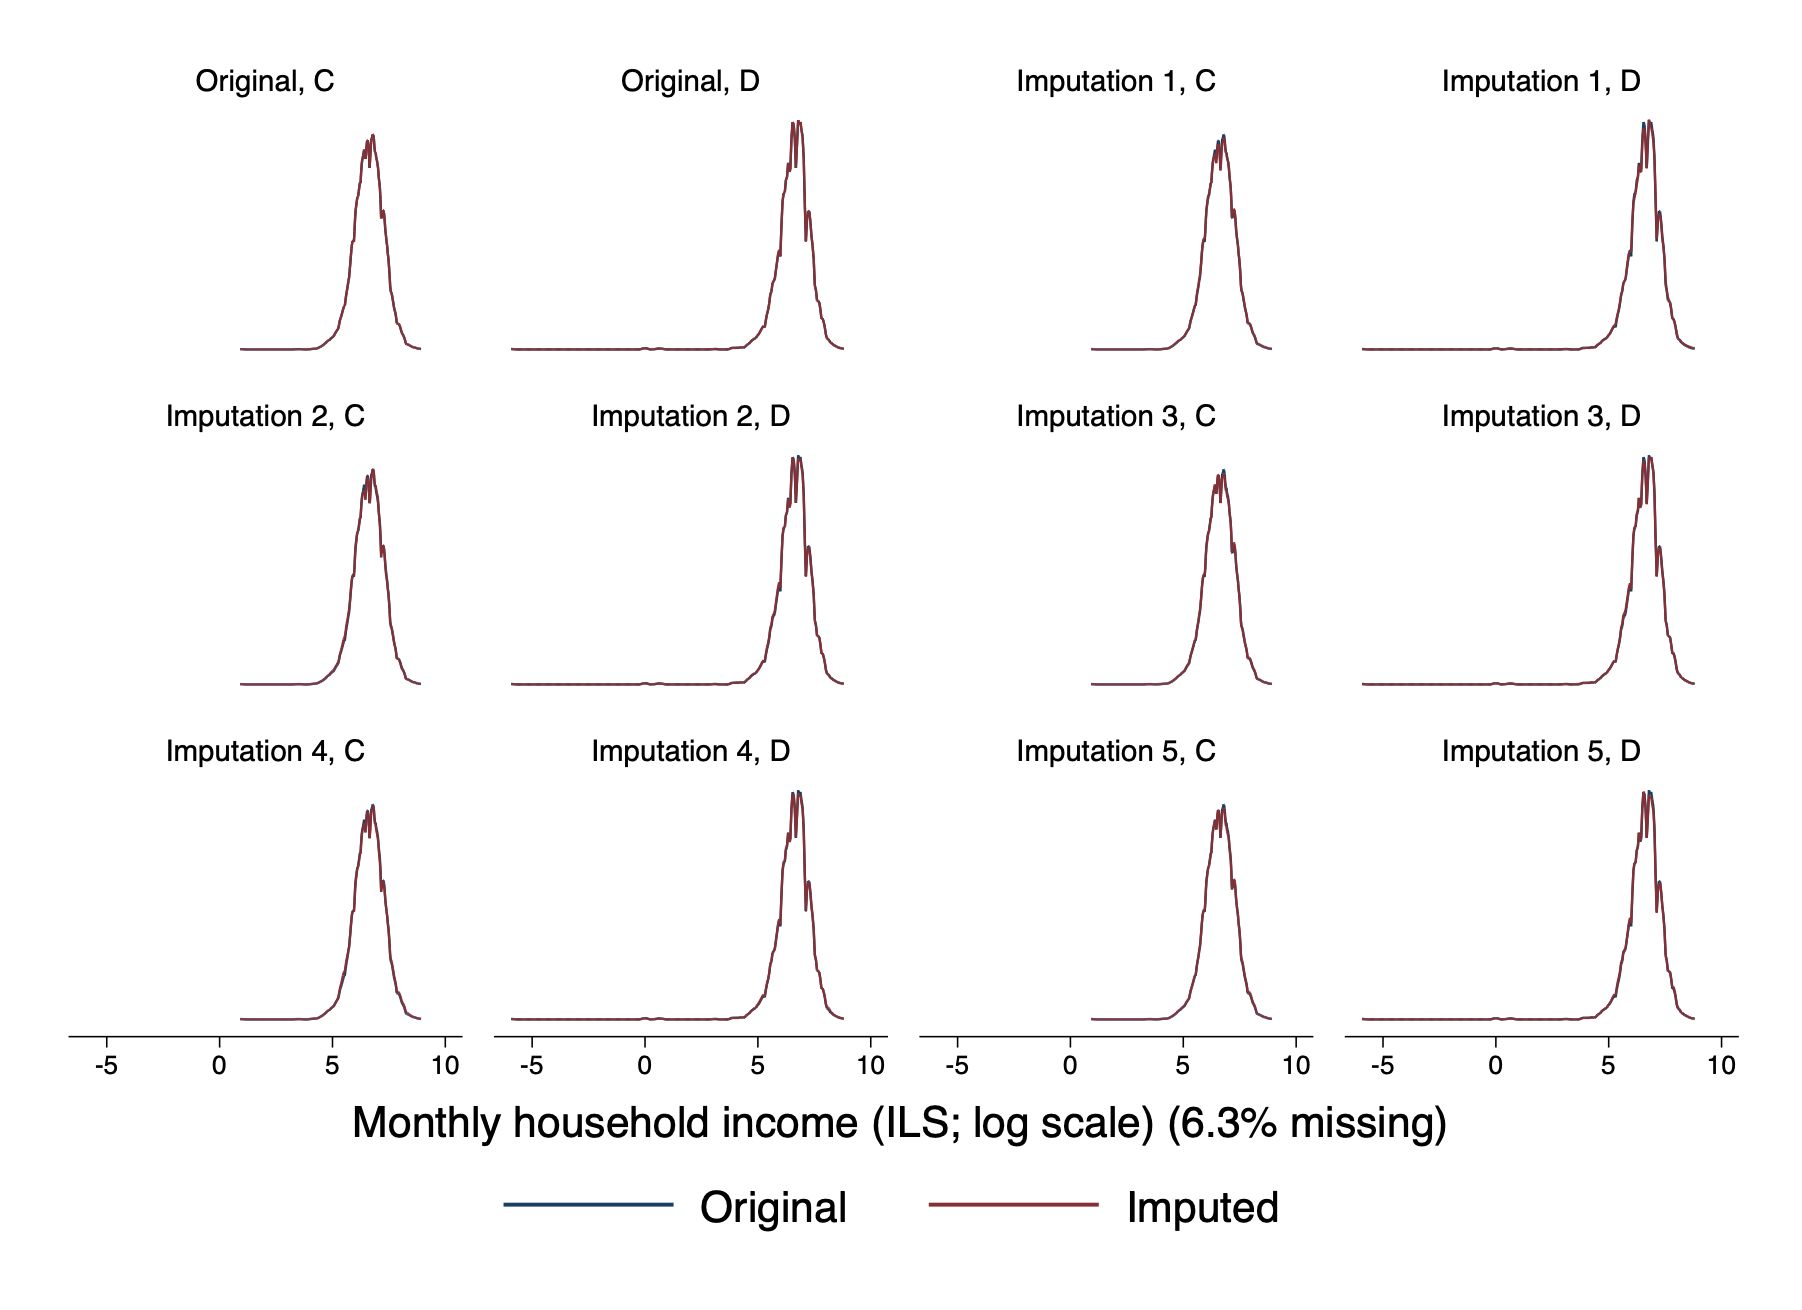 Original, C
Original, D
Imputation 1, C
Imputation 1, D
Imputation 2, C
Imputation 2, D
Imputation 3, C
Imputation 3, D
Imputation 4, C
Imputation 4, D
Imputation 5, C
Imputation 5, D
-5 0 5 10 -5 0 5 10 -5 0 5 10 -5 0 5 10
Monthly household income (ILS; log scale) (6.3% missing)
Original Imputed